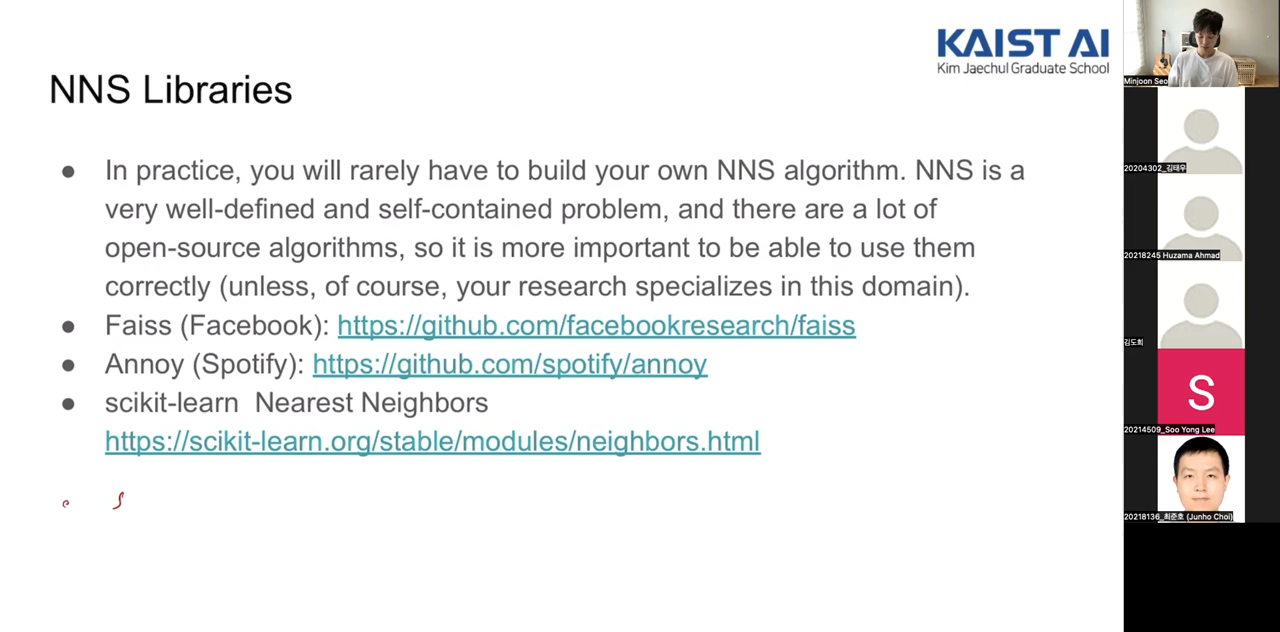 KAIST AI
Kim Jaechul Graduate School
NNS Libraries
● In practice, you will rarely have to build your own NNS algorithm. NNS is a
very well-defined and self-contained problem, and there are a lot of
open-source algorithms, so it is more important to be able to use them
correctly (unless, of course, your research specializes in this domain).
● Faiss (Facebook): https://github.com/facebookresearch/faiss
● Annoy (Spotify): https://github.com/spotify/annoy
● scikit-learn Nearest Neighbors
https://scikit-learn.org/stable/modules/neighbors.html
Minjoon Seo
20204302_김태우
20218245 Huzama Ahmad
김도희
S
20214509_Soo Yong Lee
20218136_최준호 (Junho Choi)